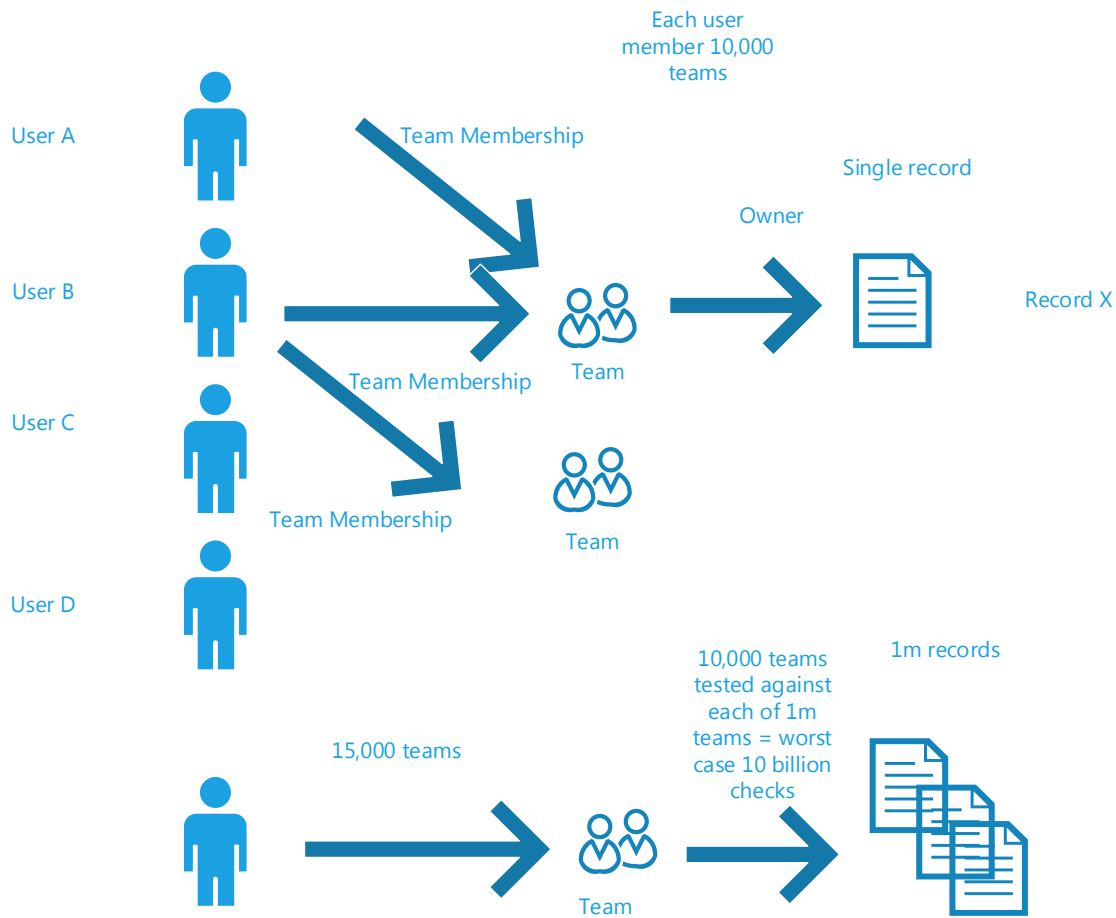 Each user
member 10,000
teams
User A
Team Membership
Single record
Owner
User B
Record X
Team
Team Membership
User C
Team Membership
Team
User D
1m records
10,000 teams
tested against
each of 1m
teams = worst
case 10 billion
checks
15,000 teams
Team